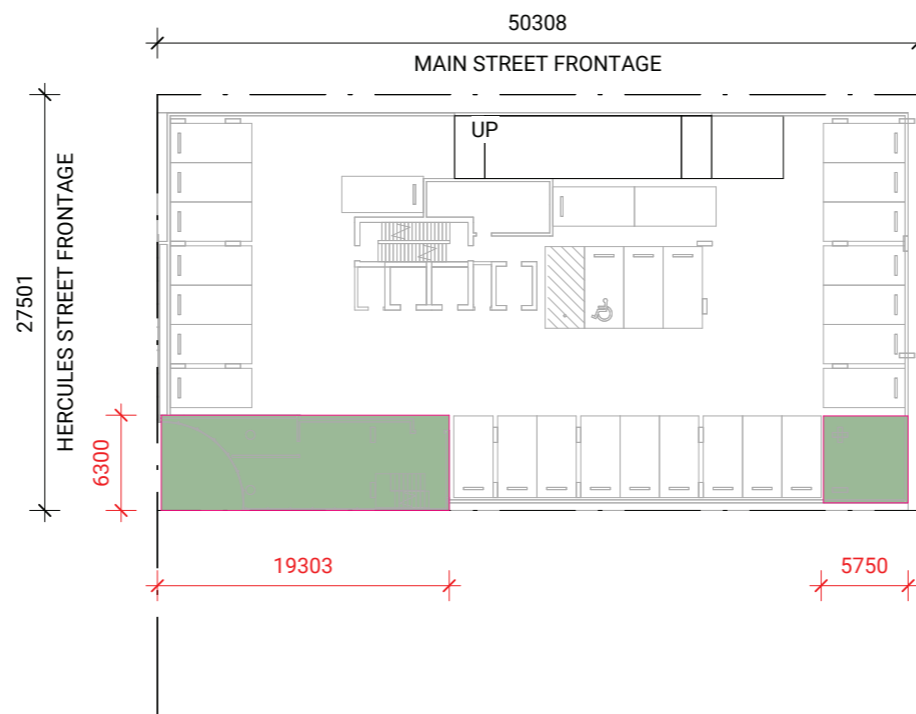 50308
MAIN STREET FRONTAGE
UP
HERCULES STREET FRONTAGE
27501
6300
19303
5750